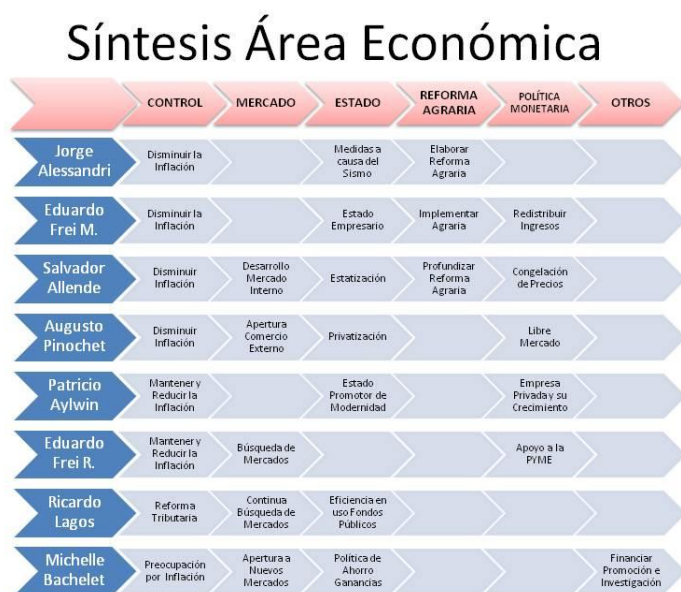 Síntesis Área Económica
CONTROL MERCADO ESTADO REFORMA AGRARIA POLÍTICA MONETARIA OTROS
Jorge Alessandri
Disminuir la Inflación
Medidas a causa del Sismo
Elaborar Reforma Agraria
Eduardo Frei M.
Disminuir la Inflación
Estado Empresario
Implementar Agraria
Redistribuir Ingresos
Salvador Allende
Disminuir Inflación
Desarrollo Mercado Interno
Estatización
Profundizar Reforma Agraria
Congelación de Precios
Augusto Pinochet
Disminuir Inflación
Apertura Comercio Externo
Privatización
Libre Mercado
Patricio Aylwin
Mantener y Reducir la Inflación
Estado Promotor de Modernidad
Empresa Privada y su Crecimiento
Eduardo Frei R.
Mantener y Reducir la Inflación
Búsqueda de Mercados
Apoyo a la PYME
Ricardo Lagos
Reforma Tributaria
Continua Búsqueda de Mercados
Eficiencia en uso Fondos Públicos
Michelle Bachelet
Preocupación por Inflación
Apertura a Nuevos Mercados
Política de Ahorro Ganancias
Financiar Promoción e Investigación